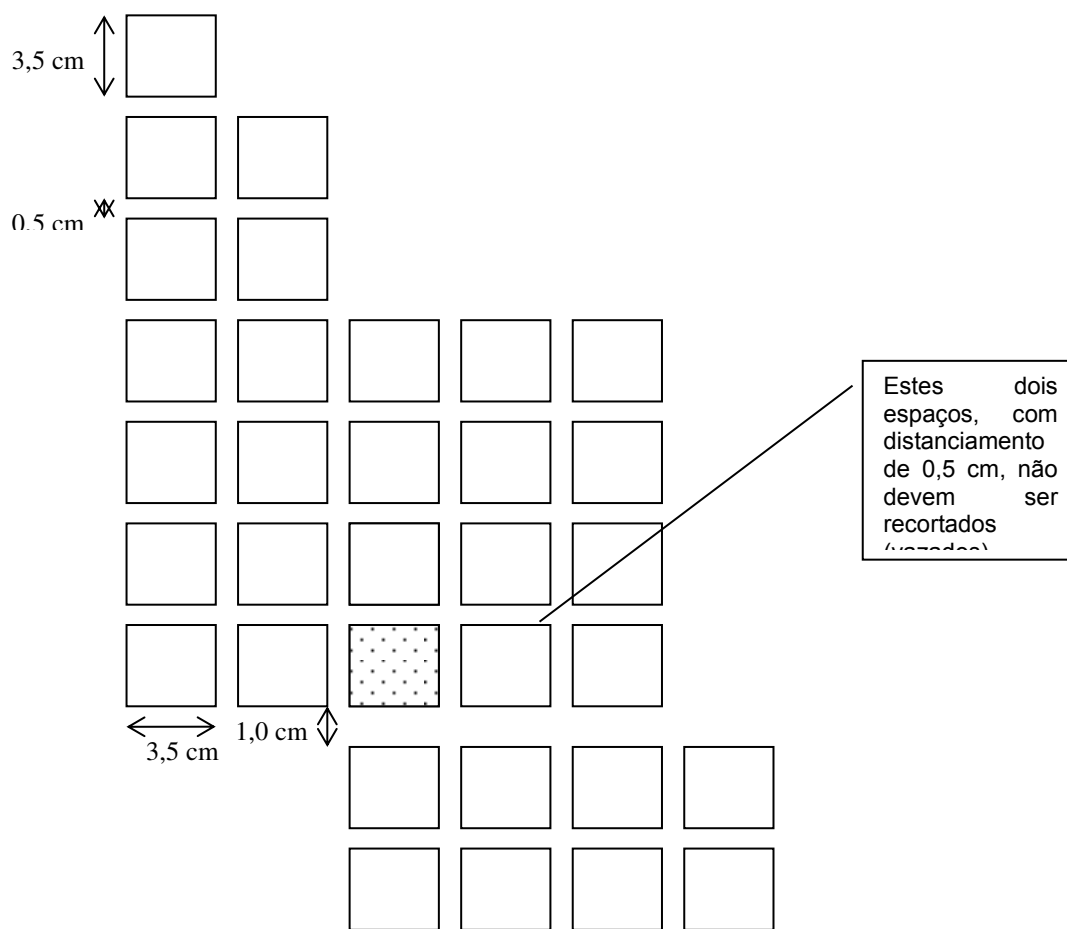 3,5 cm
0,5 cm
Estes dois
espaços, com
distanciamento
de 0,5 cm, não
devem ser
recortados
(vazados)
1,0 cm
3,5 cm